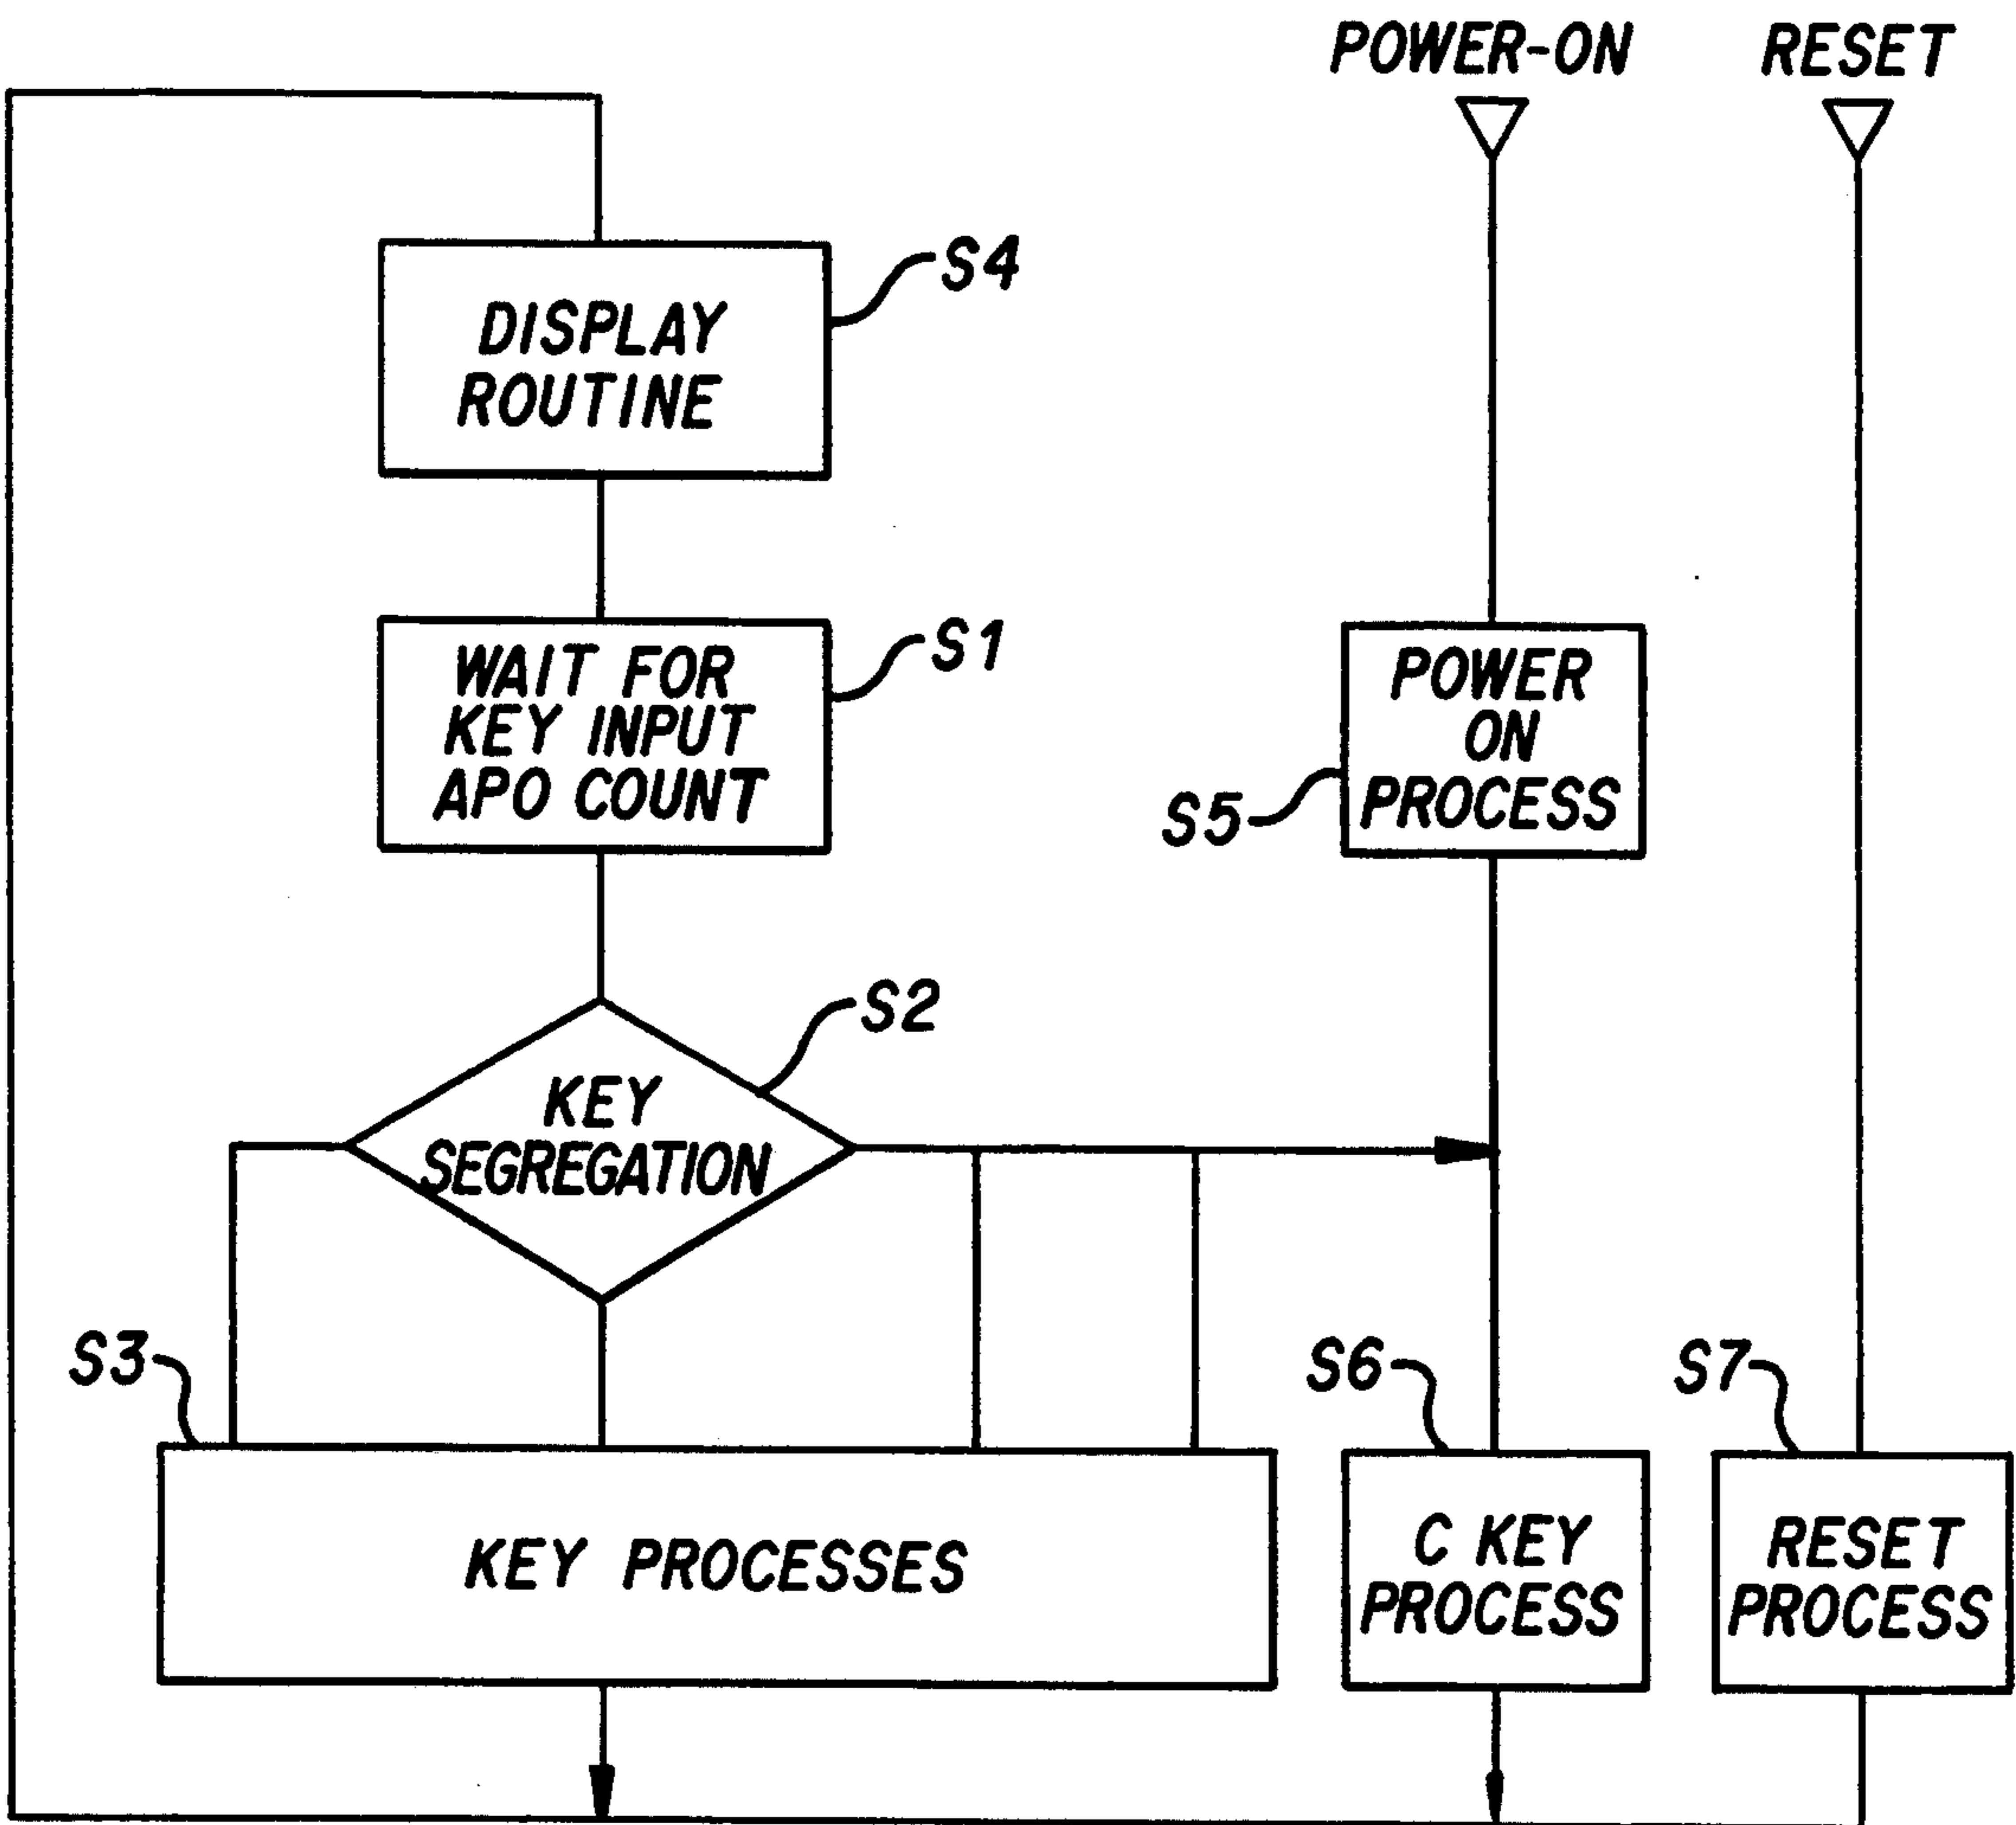 POWER-ON
RESET
S4
DISPLAY
ROUTINE
S1
WAIT FOR
KEY INPUT
APO COUNT
POWER
ON
PROCESS
S5
S2
KEY
SEGREGATION
S3
S6
S7
KEY PROCESSES
C KEY
PROCESS
RESET
PROCESS